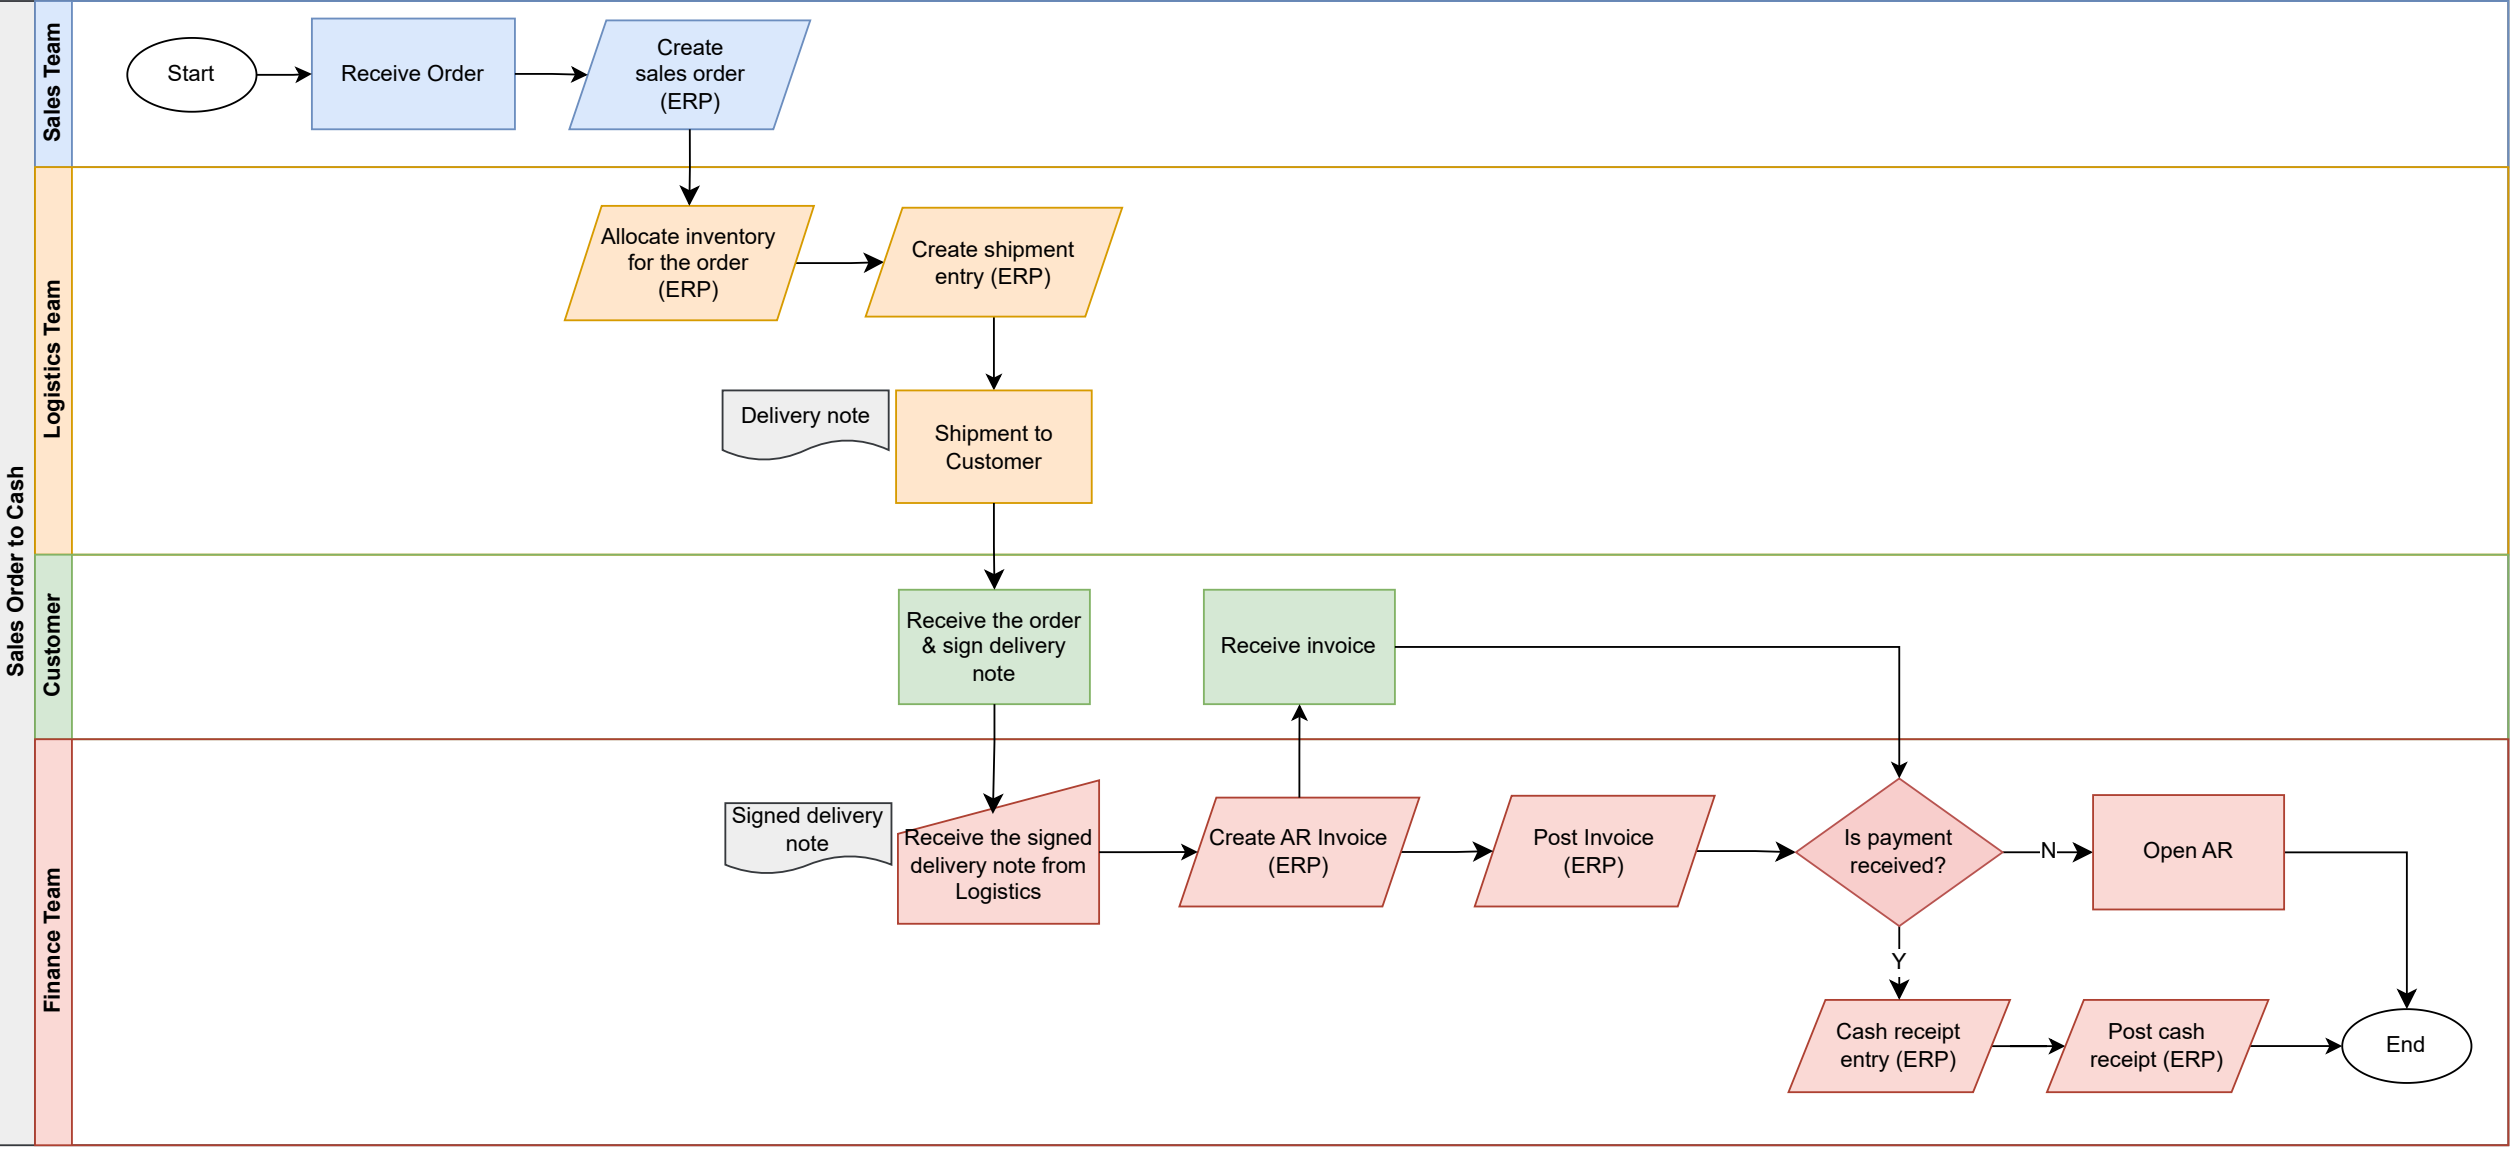 Sales Order to Cash
Sales Team
Start
Receive Order
Create
sales order
(ERP)
Logistics Team
Allocate inventory
for the order
(ERP)
Create shipment
entry (ERP)
Delivery note
Shipment to
Customer
Customer
Receive the order
& sign delivery
note
Receive invoice
Finance Team
Signed delivery
note
Receive the signed
delivery note from
Logistics
Create AR Invoice
(ERP)
Post Invoice
(ERP)
Is payment
received?
N
Open AR
Y
Cash receipt
entry (ERP)
Post cash
receipt (ERP)
End